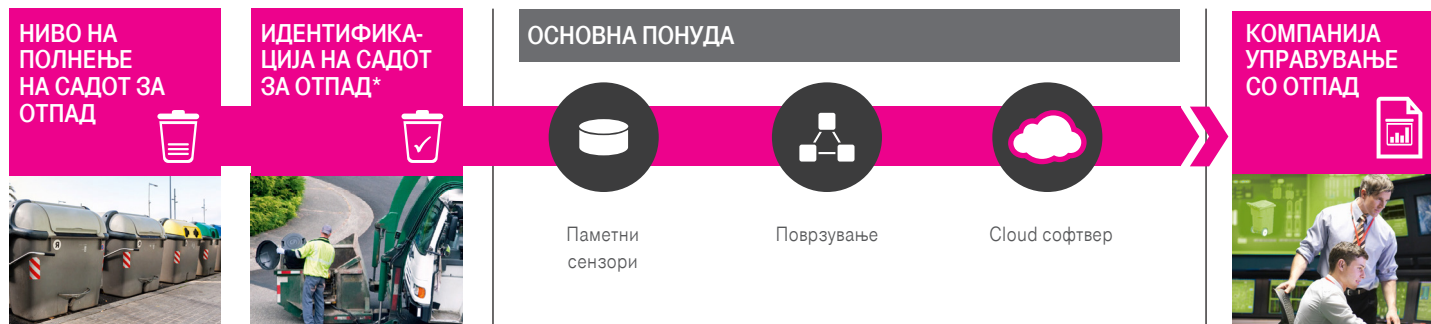 НИВО НА
ПОЛНЕЊЕ
НА САДОТ ЗА
ОТПАД
ИДЕНТИФИКА-
ЦИЈА НА САДОТ
ЗА ОТПАД*
ОСНОВНА ПОНУДА
Паметни
сензори
Поврзување
Cloud софтвер
КОМПАНИЈА
УПРАВУВАЊЕ
СО ОТПАД